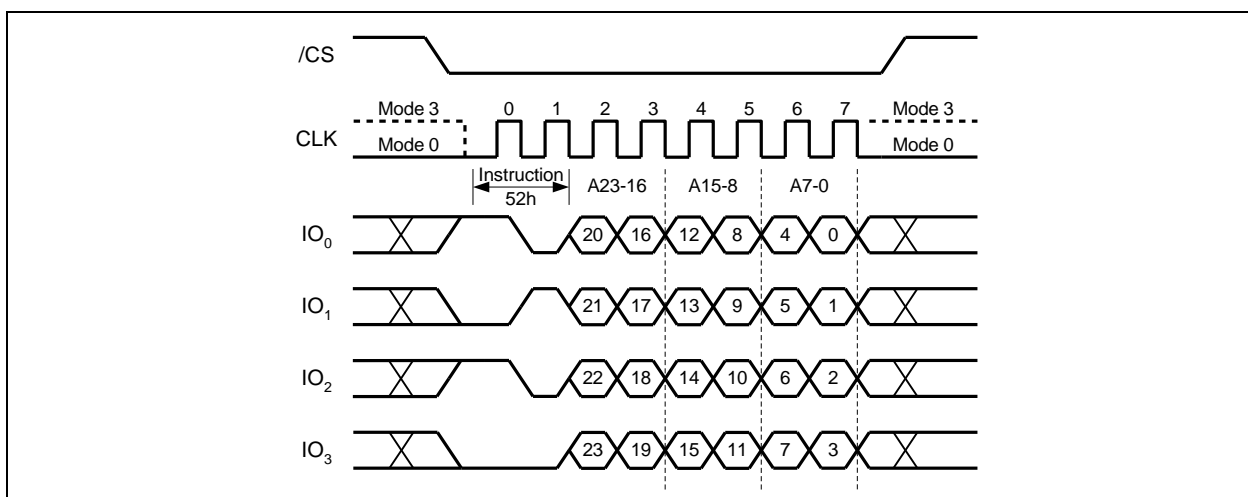 /CS
Mode 3 0 1 2 3 4 5 6 7 Mode 3
CLK
Mode 0 Mode 0
Instruction A23-16 A15-8 A7-0
52h
IO0 20 16 12 8 4 0
IO1 21 17 13 9 5 1
IO2 22 18 14 10 6 2
IO3 23 19 15 11 7 3